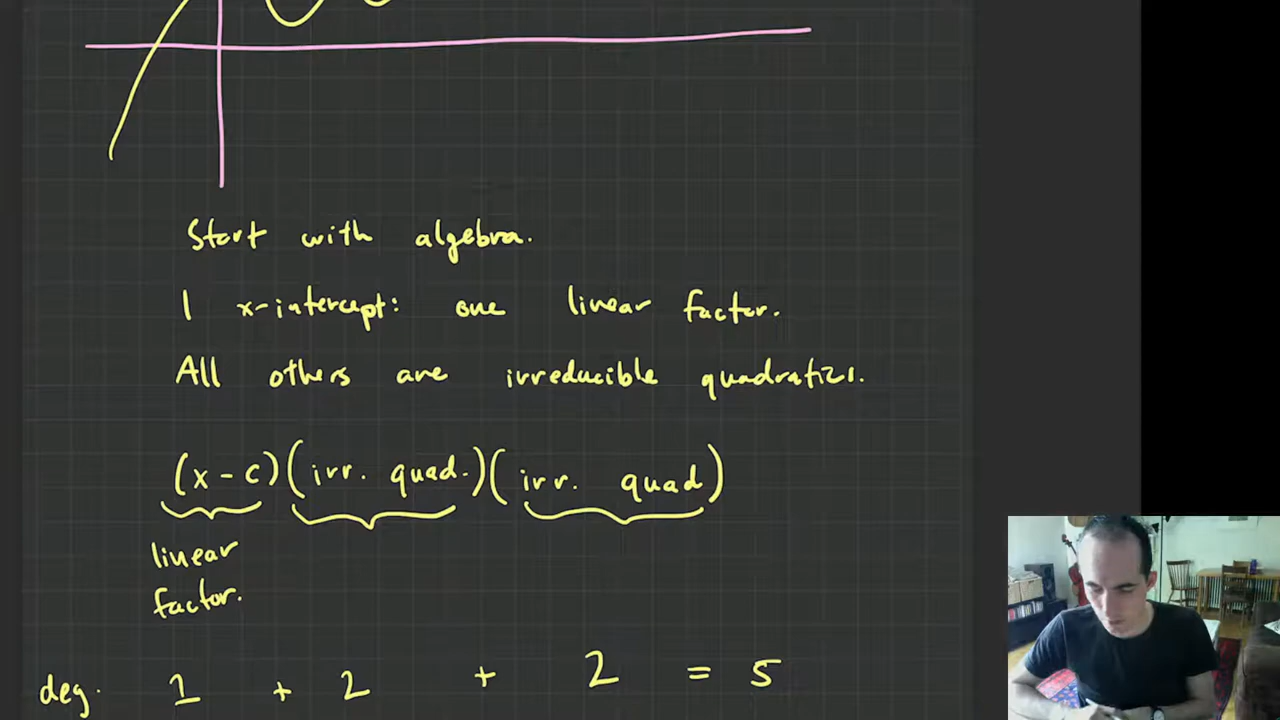 Start with algebra.
1 x-intercept: one linear factor.
All others are irreducible quadratics.
(x-c)(irr. quad.)(irr. quad)
linear
factor.
deg. 1 + 2 + 2 = 5